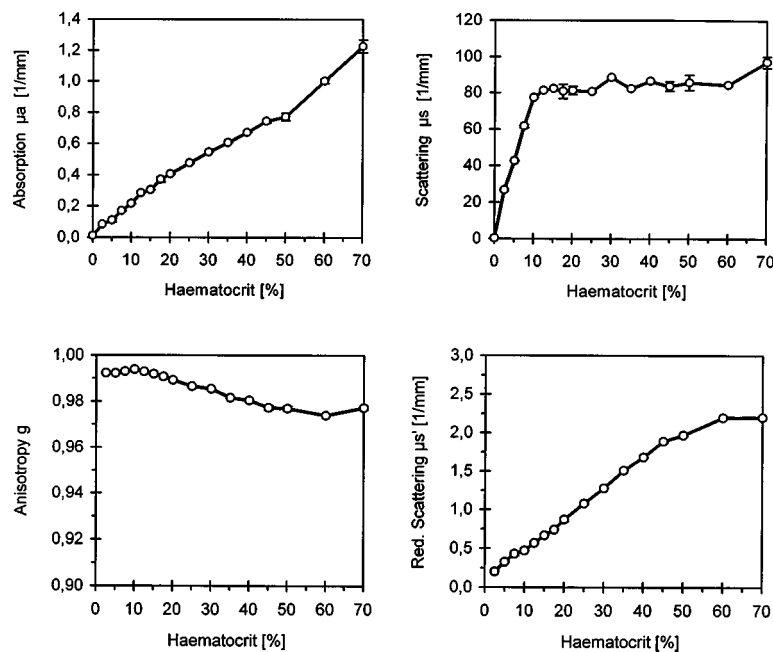 Absorption µa [1/mm]
1,4
1,2
1,0
0,8
0,6
0,4
0,2
0,0
0 10 20 30 40 50 60 70
Haematocrit [%]
Scattering µs [1/mm]
120
100
80
60
40
20
0
0 10 20 30 40 50 60 70
Haematocrit [%]
Anisotropy g
1,00
0,98
0,96
0,94
0,92
0,90
0 10 20 30 40 50 60 70
Haematocrit [%]
Red. Scattering µs' [1/mm]
3,0
2,5
2,0
1,5
1,0
0,5
0,0
0 10 20 30 40 50 60 70
Haematocrit [%]